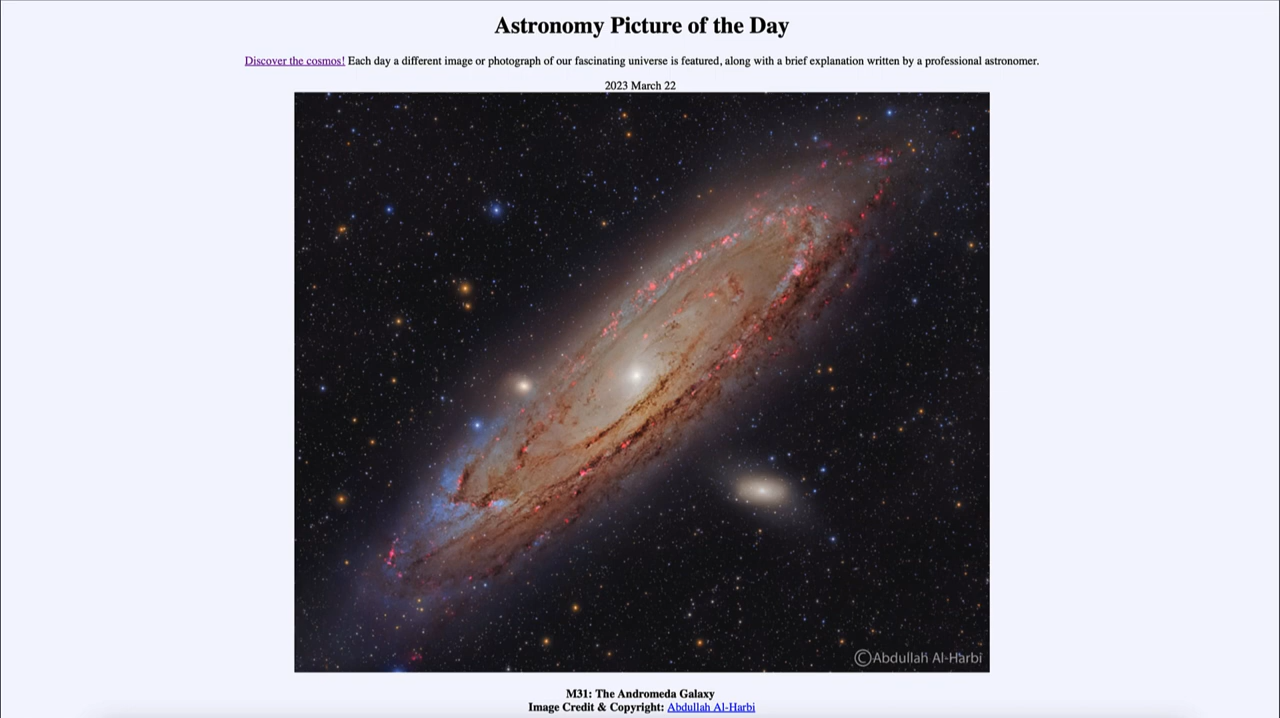 Astronomy Picture of the Day
Discover the cosmos! Each day a different image or photograph of our fascinating universe is featured, along with a brief explanation written by a professional astronomer.
2023 March 22
©Abdullah Al-Harbi
M31: The Andromeda Galaxy
Image Credit & Copyright: Abdullah Al-Harbi